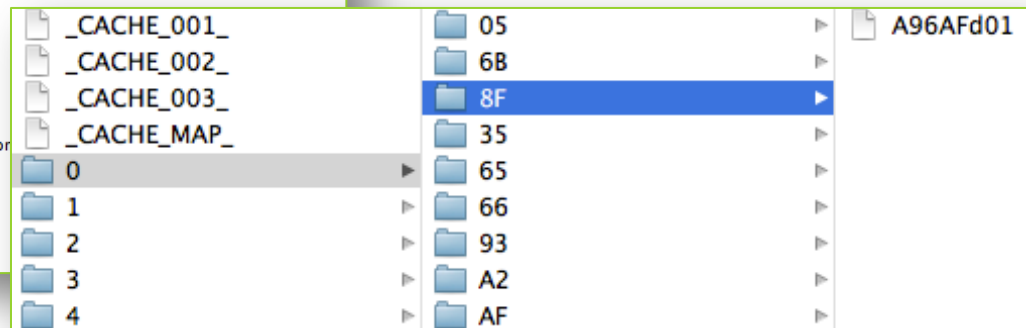 _CACHE_001_
_CACHE_002_
_CACHE_003_
_CACHE_MAP_
0
1
2
3
4
05
6B
8F
35
65
66
93
A2
AF
A96AFd01